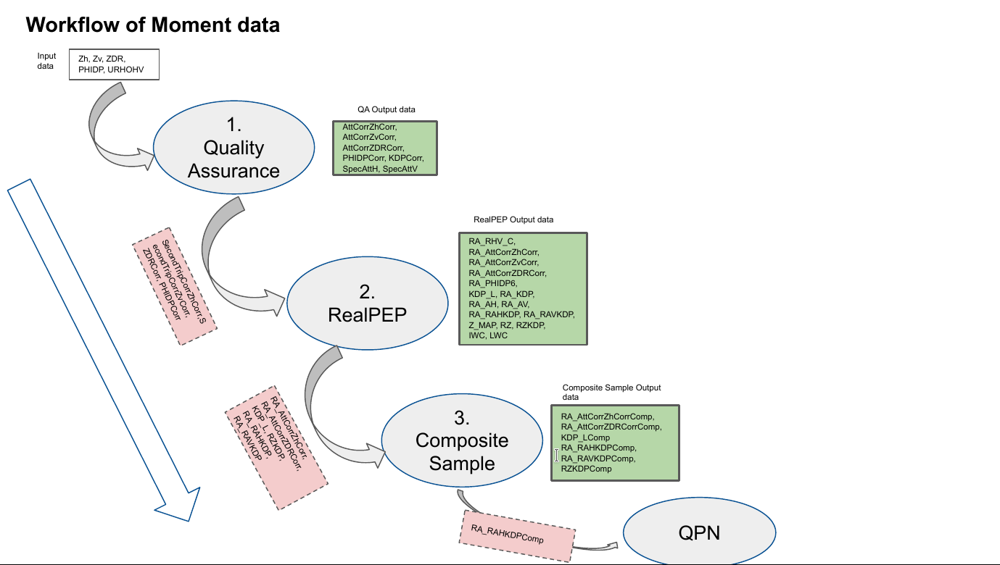 Workflow of Moment data
Input
data
Zh, Zv, ZDR,
PHIDP, URHOHV
1.
Quality
Assurance
QA Output data
AttCorrZhCorr,
AttCorrZvCorr,
AttCorrZDRCorr,
PHIDPCorr, KDPCorr,
SpecAttH, SpecAttV
SecondTripCorrZhCorr,S
econdTripCorrZvCorr,
ZDRCorr, PHIDPCorr
2.
RealPEP
RealPEP Output data
RA_RHV_C,
RA_AttCorrZhCorr,
RA_AttCorrZvCorr,
RA_AttCorrZDRCorr,
RA_PHIDP6,
KDP_L, RA_KDP,
RA_AH, RA_AV,
RA_RAHKDP, RA_RAVKDP,
Z_MAP, RZ, RZKDP,
IWC, LWC
RA_AttCorrZhCorr,
RA_AttCorrZDRCorr,
KDP_L, RZKDP,
RA_RAHKDP,
RA_RAVKDP
3.
Composite
Sample
Composite Sample Output
data
RA_AttCorrZhCorrComp,
RA_AttCorrZDRCorrComp,
KDP_LComp
RA_RAHKDPComp,
RA_RAVKDPComp,
RZKDPComp
RA_RAHKDPComp
QPN